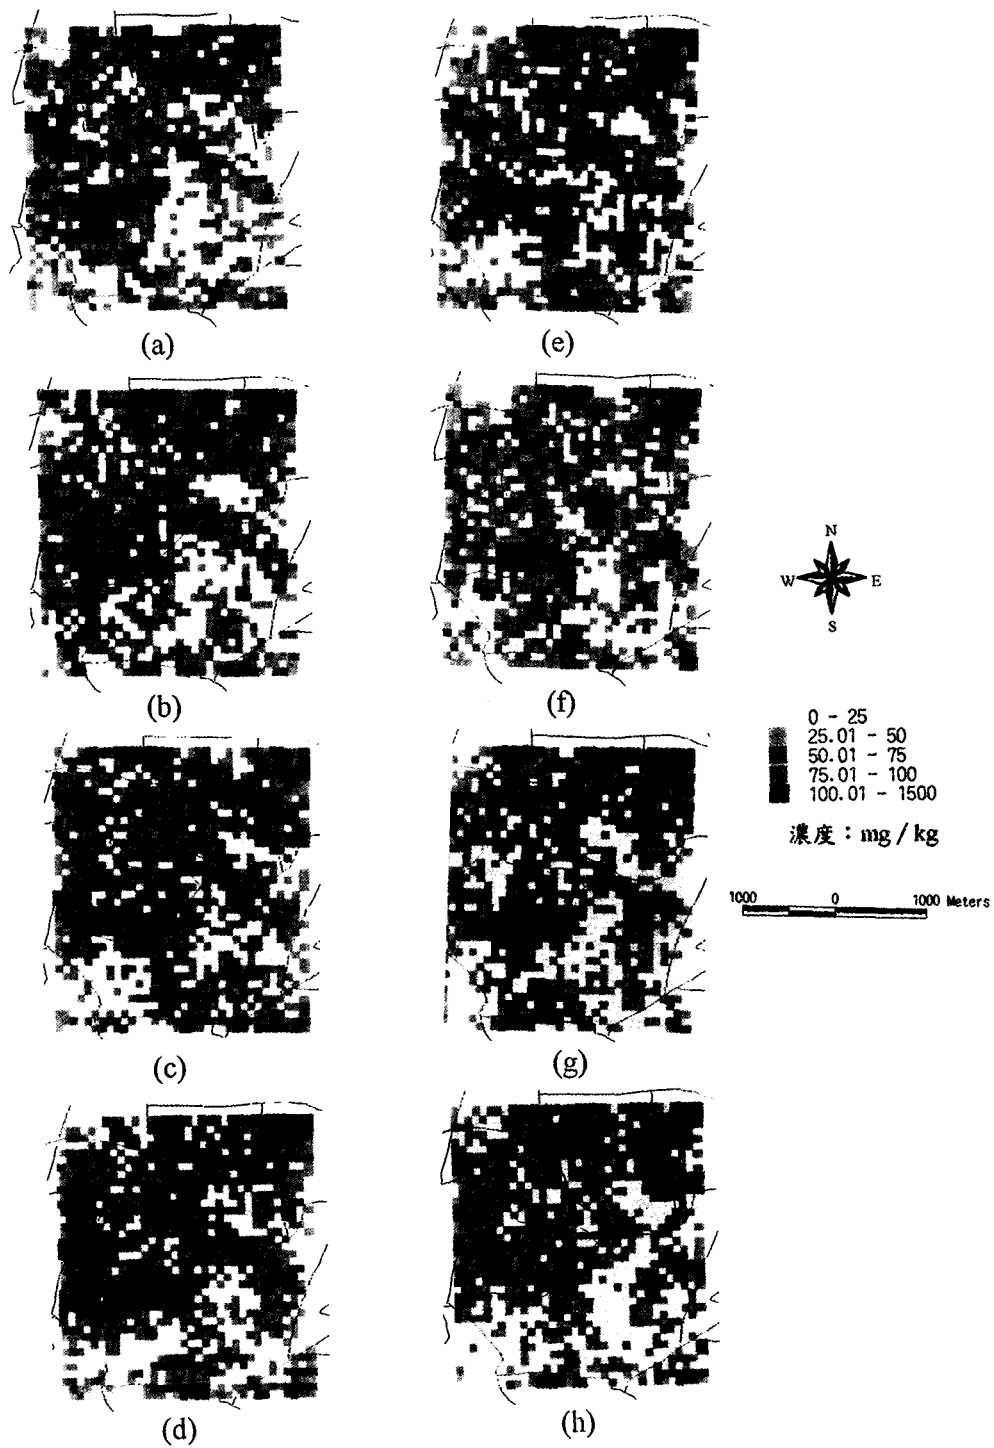 (a)
(e)
(b)
(f)
N
W E
S
0 - 25
25.01 - 50
50.01 - 75
75.01 - 100
100.01 - 1500
濃度：mg / kg
1000 0 1000 Meters
(c)
(g)
(d)
(h)